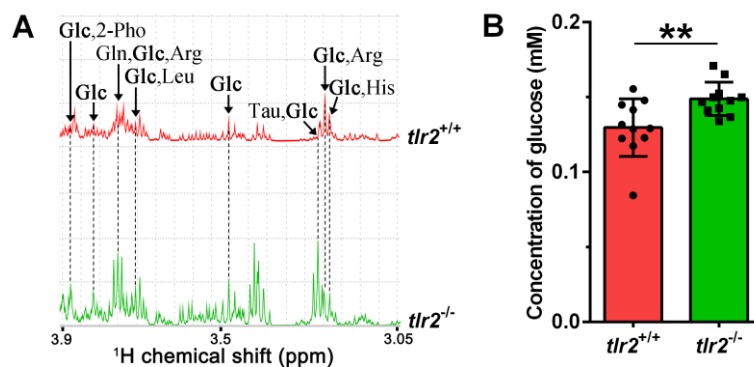 A
Glc,2-Pho
Gln,Glc,Arg
Glc
Glc,Leu
Glc
Glc,Arg
Glc,His
Tau,Glc
tlr2+/+
tlr2-/-
3.9
3.5
3.05
1H chemical shift (ppm)
B
**
Concentration of glucose (mM)
0.2
0.1
0.0
tlr2+/+
tlr2-/-